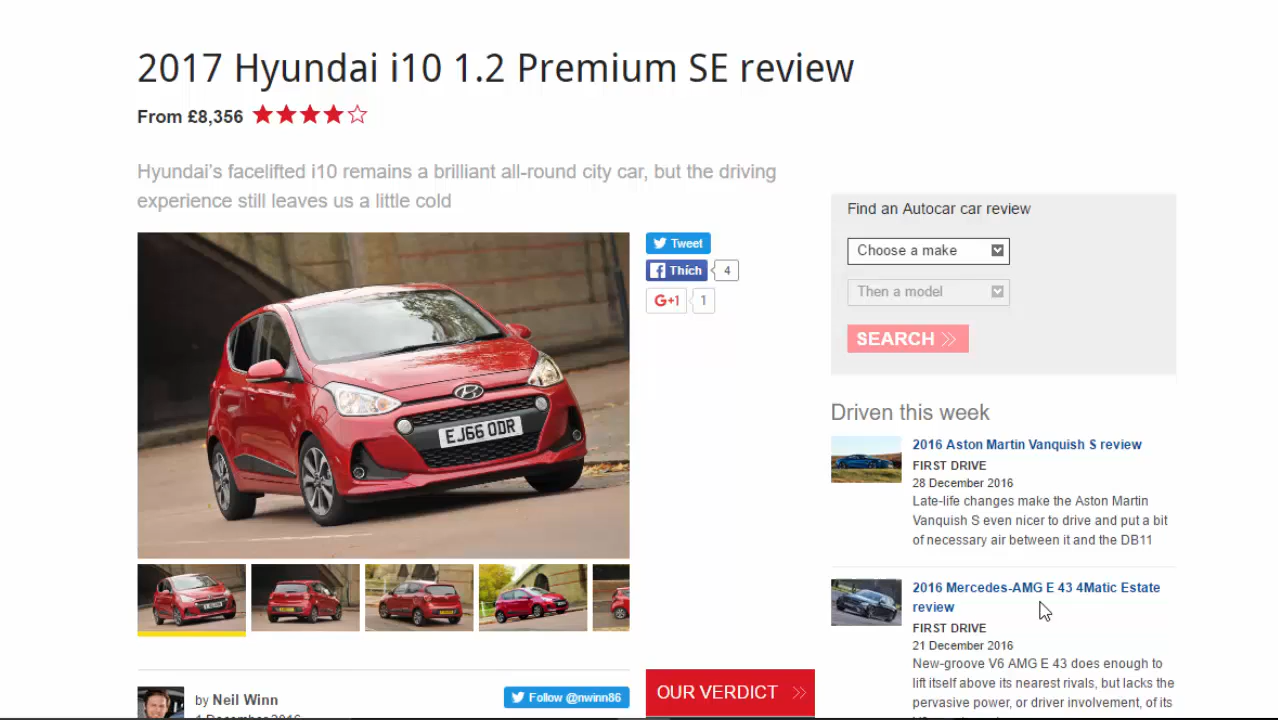 2017 Hyundai i10 1.2 Premium SE review
From £8,356
Hyundai's facelifted i10 remains a brilliant all-round city car, but the driving
experience still leaves us a little cold
Tweet
Thích 4
G+1 1
EJ66 ODR
by Neil Winn
Follow @nwinn86
1 December 2016
OUR VERDICT
Find an Autocar car review
Choose a make
Then a model
SEARCH
Driven this week
2016 Aston Martin Vanquish S review
FIRST DRIVE
28 December 2016
Late-life changes make the Aston Martin
Vanquish S even nicer to drive and put a bit
of necessary air between it and the DB11
2016 Mercedes-AMG E 43 4Matic Estate
review
FIRST DRIVE
21 December 2016
New-groove V6 AMG E 43 does enough to
lift itself above its nearest rivals, but lacks the
pervasive power, or driver involvement, of its